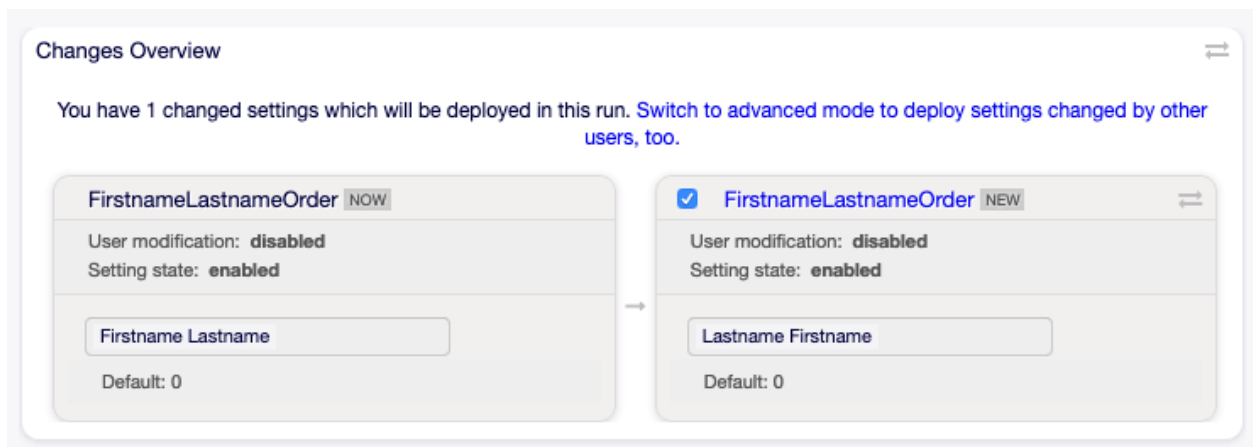 Changes Overview
You have 1 changed settings which will be deployed in this run. Switch to advanced mode to deploy settings changed by other
users, too.
FirstnameLastnameOrder NOW
User modification: disabled
Setting state: enabled
Firstname Lastname
Default: 0
FirstnameLastnameOrder NEW
User modification: disabled
Setting state: enabled
Lastname Firstname
Default: 0